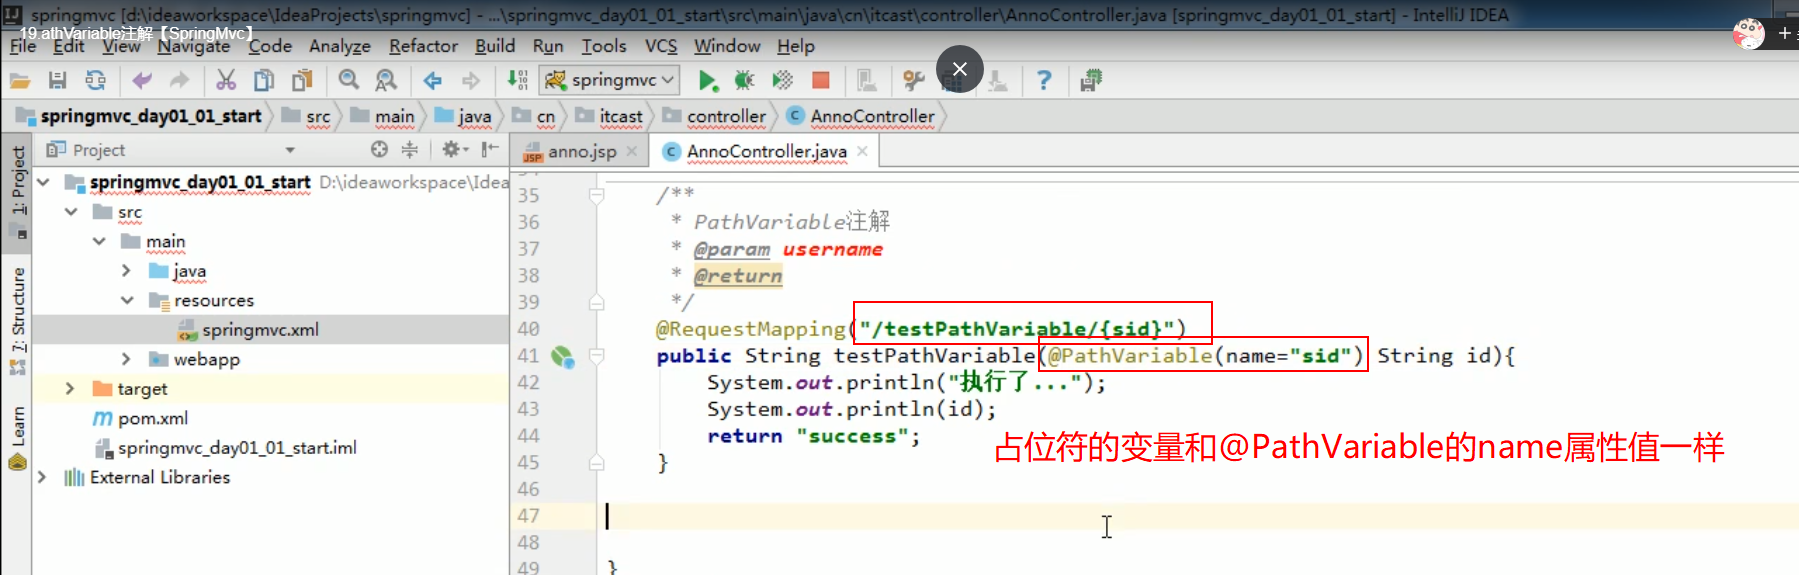 springmvc [d:\ideaworkspace\IdeaProjects\springmvc] - ...\springmvc_day01_01_start\src\main\java\cn\itcast\controller\AnnoController.java [springmvc_day01_01_start] - IntelliJ IDEA
19.athVariable注解【SpringMvc】
File Edit View Navigate Code Analyze Refactor Build Run Tools VCS Window Help
springmvc
springmvc_day01_01_start src main java cn itcast controller AnnoController
Project anno.jsp AnnoController.java
1: Project
7: Structure
Learn
springmvc_day01_01_start D:\ideaworkspace\Idea
src
main
java
resources
springmvc.xml
webapp
target
pom.xml
springmvc_day01_01_start.iml
External Libraries
35 /**
36 * PathVariable注解
37 * @param username
38 * @return
39 */
40 @RequestMapping("/testPathVariable/{sid}")
41 public String testPathVariable(@PathVariable(name="sid") String id){
42 System.out.println("执行了...");
43 System.out.println(id);
44 return "success";
45 }
46
47
48
49 }
占位符的变量和@PathVariable的name属性值一样